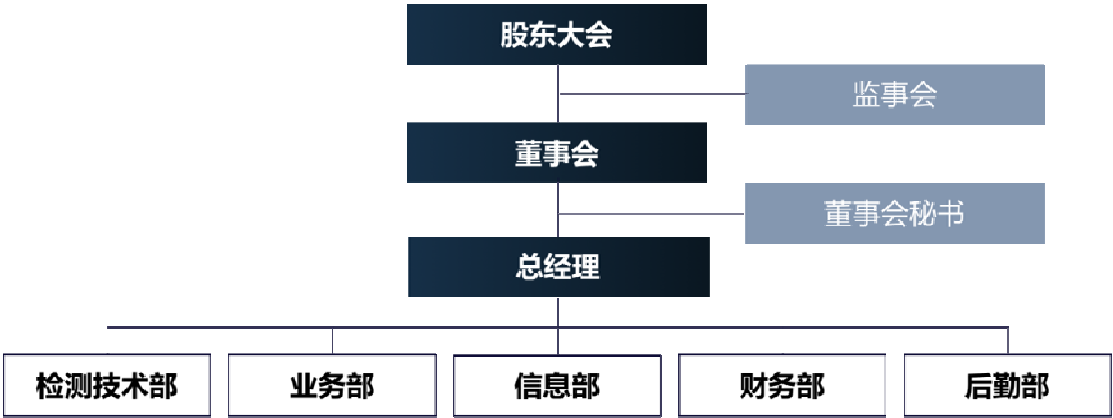 股东大会
监事会
董事会
董事会秘书
总经理
检测技术部
业务部
信息部
财务部
后勤部